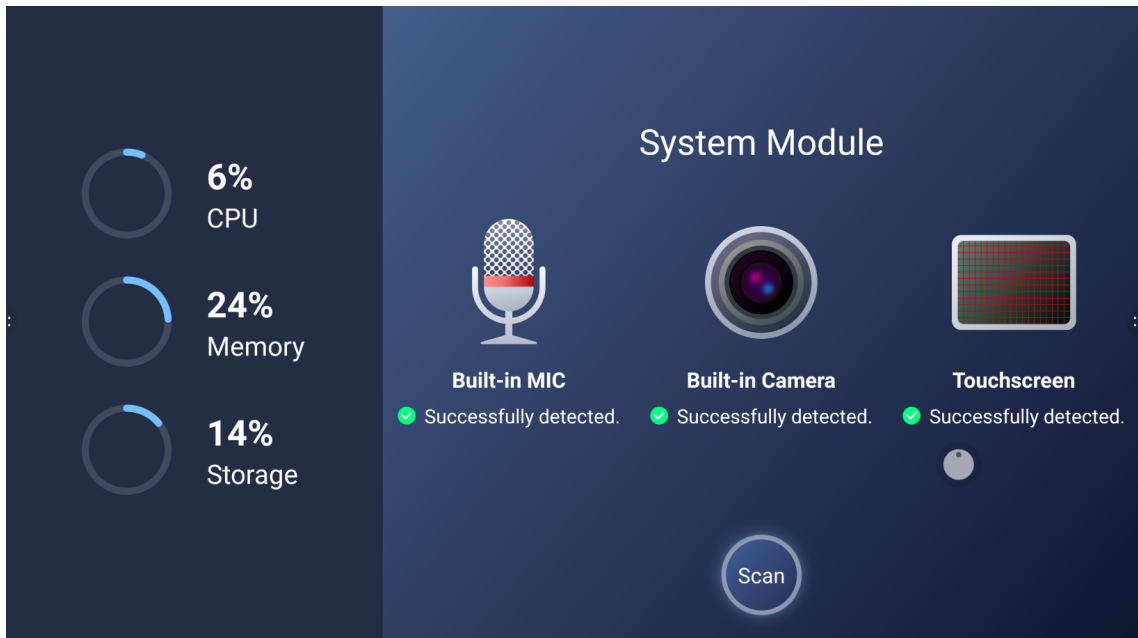 6%
CPU
24%
Memory
14%
Storage
System Module
Built-in MIC
Successfully detected.
Built-in Camera
Successfully detected.
Touchscreen
Successfully detected.
Scan